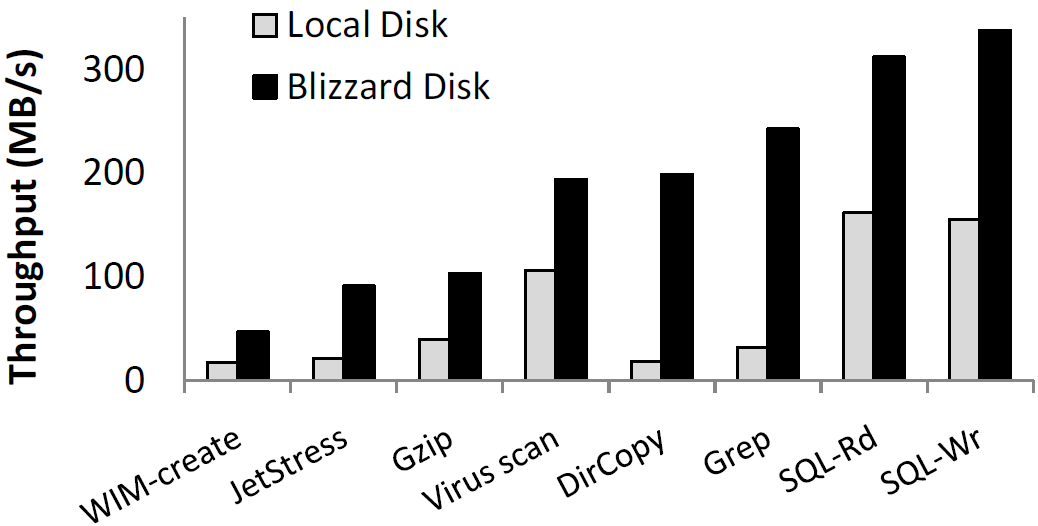 Throughput (MB/s)
300
200
100
0
Local Disk
Blizzard Disk
WIM-create
JetStress
Gzip
Virus scan
DirCopy
Grep
SQL-Rd
SQL-Wr